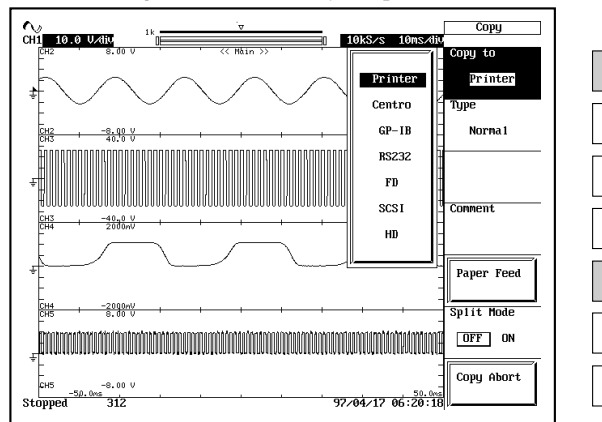 Copy
1k
CH1 10.0 V/div 10kS/s 10ms/div
CH2 8.00 V << Main >>
Copy to
Printer
Printer
Centro
GP-IB
RS232
FD
SCSI
HD
Type
Normal
CH2 -8.00 V
CH3 40.0 V
CH3 -40.0 V
CH4 2000mV
Comment
Paper Feed
CH4 -2000mV
CH5 8.00 V
Split Mode
OFF ON
CH5 -8.00 V
-50.0ms 50.0ms
Copy Abort
Stopped 312 97/04/17 06:20:18